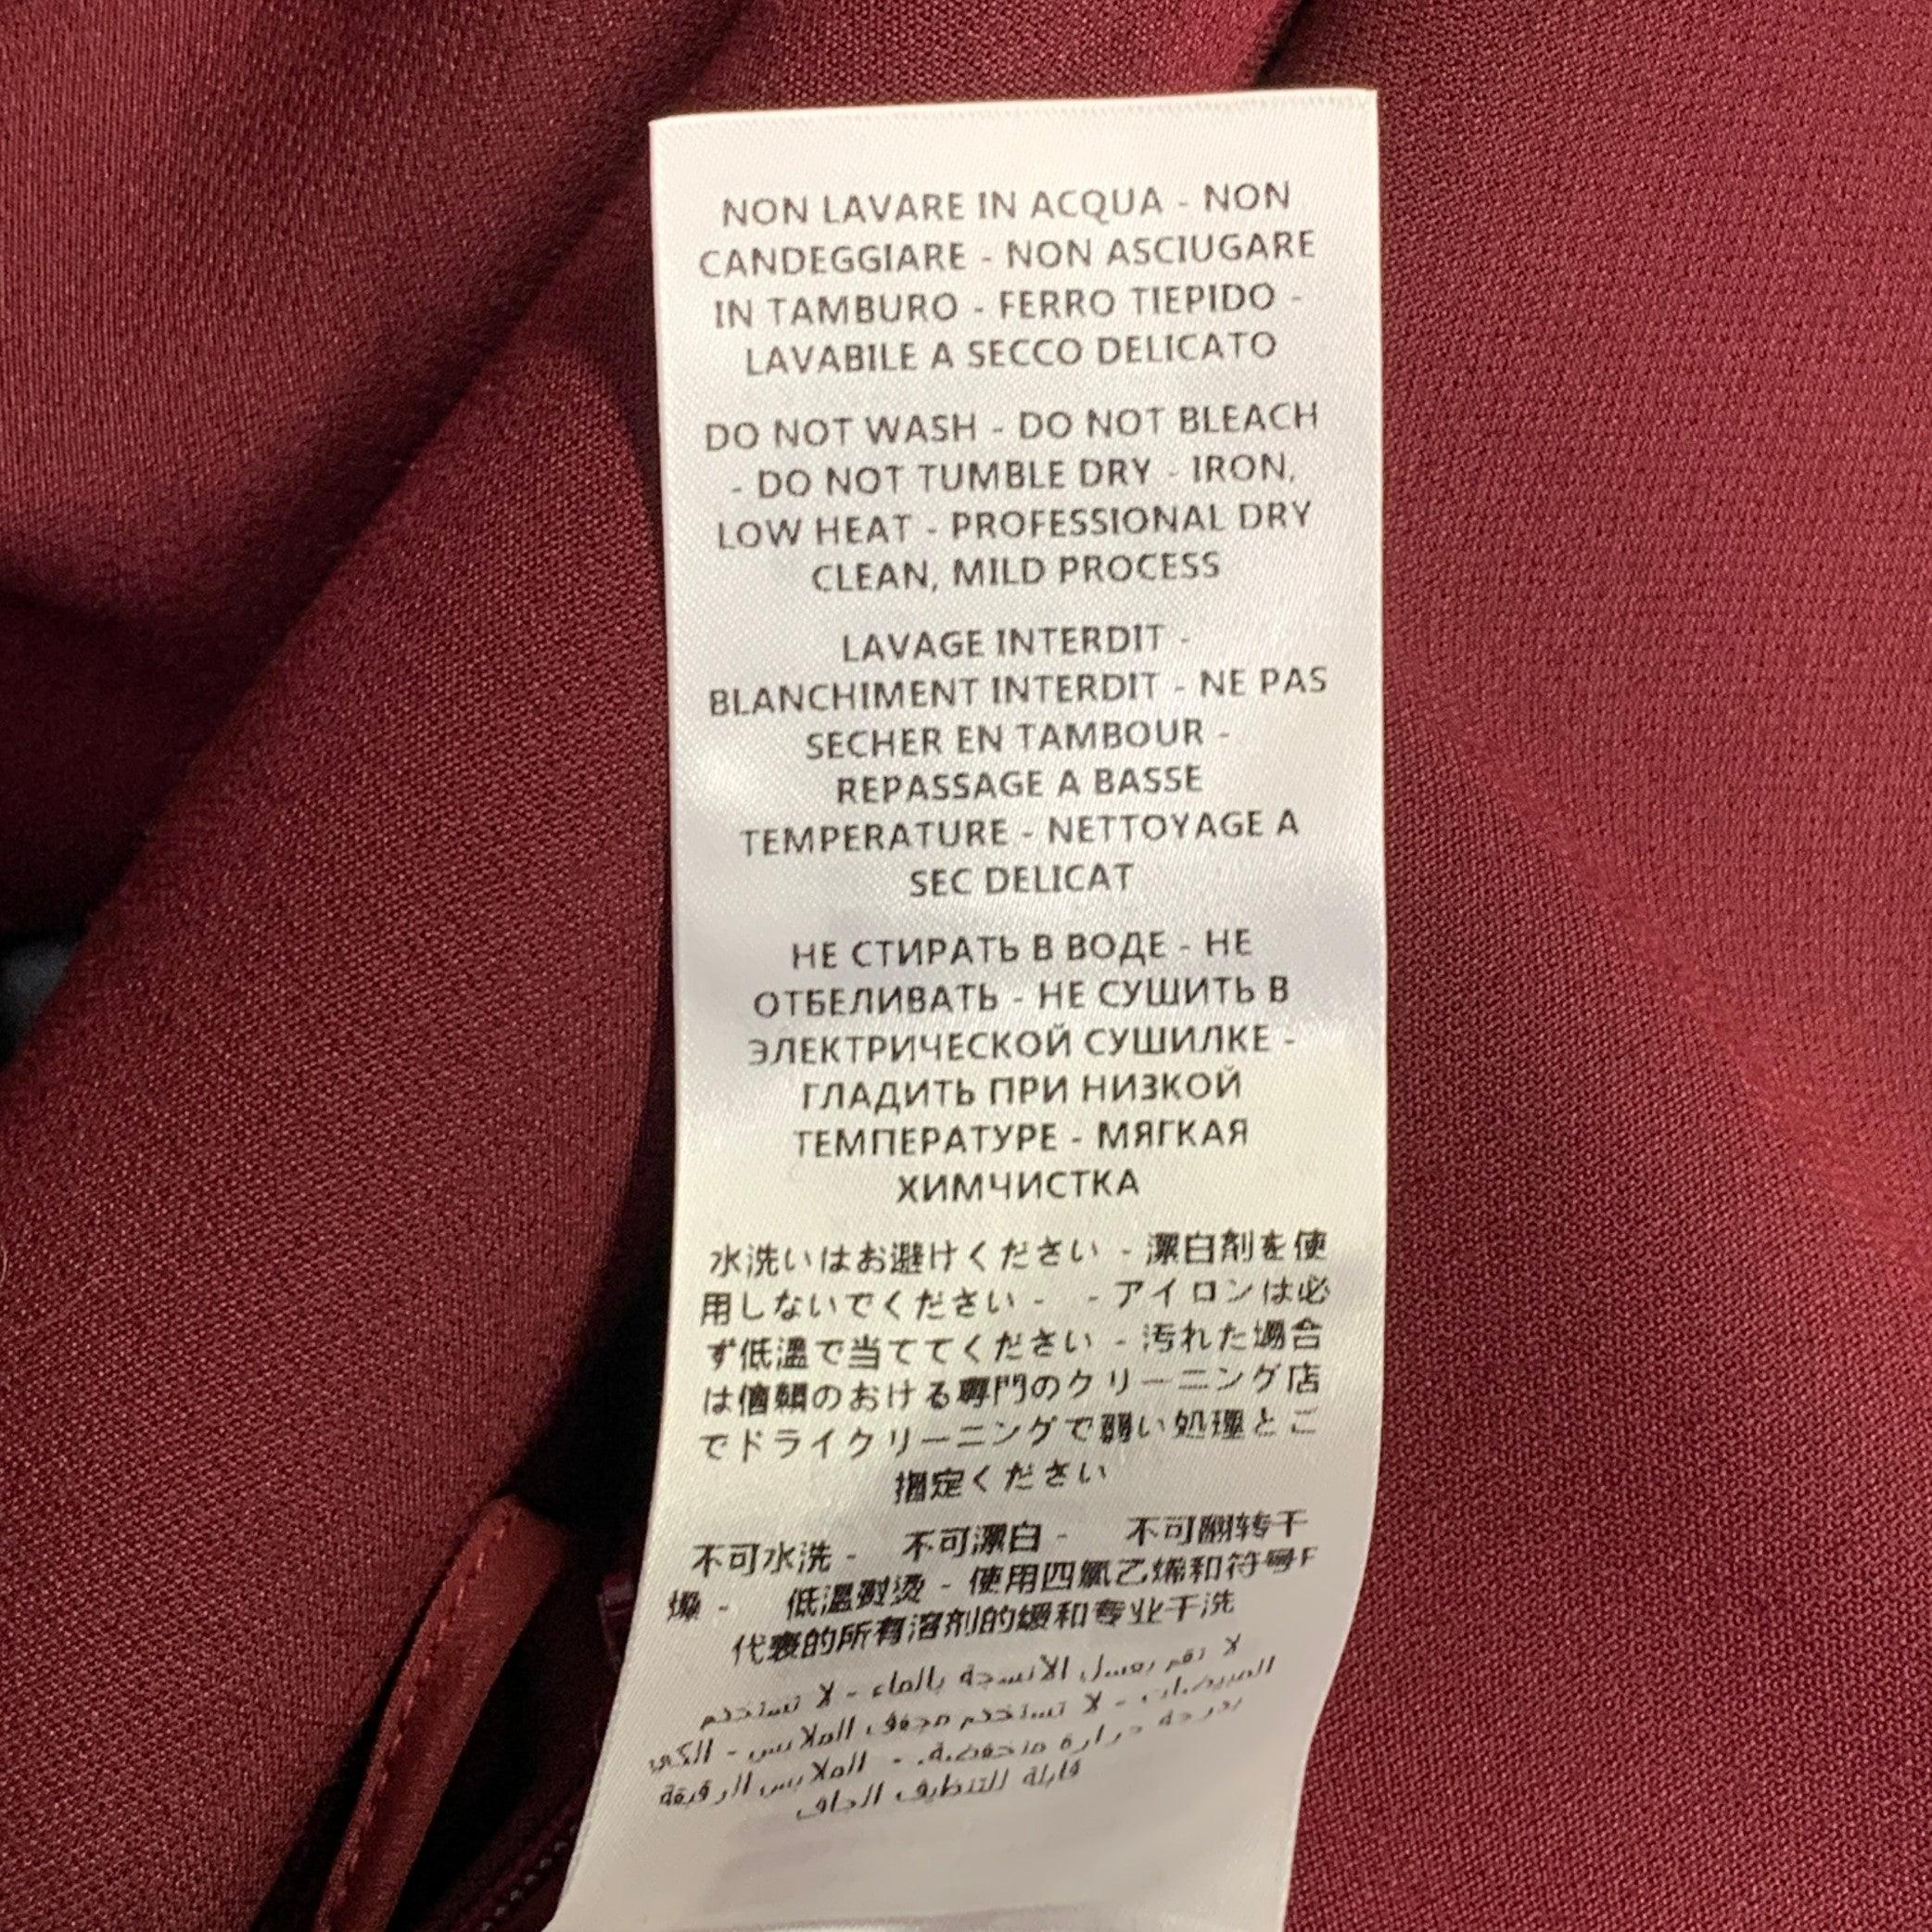 NON LAVARE IN ACQUA - NON
CANDEGGIARE - NON ASCIUGARE
IN TAMBURO - FERRO TIEPIDO -
LAVABILE A SECCO DELICATO
DO NOT WASH - DO NOT BLEACH
- DO NOT TUMBLE DRY - IRON,
LOW HEAT - PROFESSIONAL DRY
CLEAN, MILD PROCESS
LAVAGE INTERDIT -
BLANCHIMENT INTERDIT - NE PAS
SECHER EN TAMBOUR -
REPASSAGE A BASSE
TEMPERATURE - NETTOYAGE A
SEC DELICAT
НЕ СТИРАТЬ В ВОДЕ - НЕ
ОТБЕЛИВАТЬ - НЕ СУШИТЬ В
ЭЛЕКТРИЧЕСКОЙ СУШИЛКЕ -
ГЛАДИТЬ ПРИ НИЗКОЙ
ТЕМПЕРАТУРЕ - МЯГКАЯ
ХИМЧИСТКА
水洗いはお避けください - 漂白剤を使
用しないでください - - アイロンは必
ず低温で当ててください - 汚れた場合
は信頼のおける専門のクリーニング店
でドライクリーニングで弱い処理とご
指定ください
不可水洗 - 不可漂白 - 不可翻转干
燥 - 低温熨烫 - 使用四氯乙烯和符号F
代表的所有溶剂的缓和专业干洗
قابلة للتنظيف الجاف